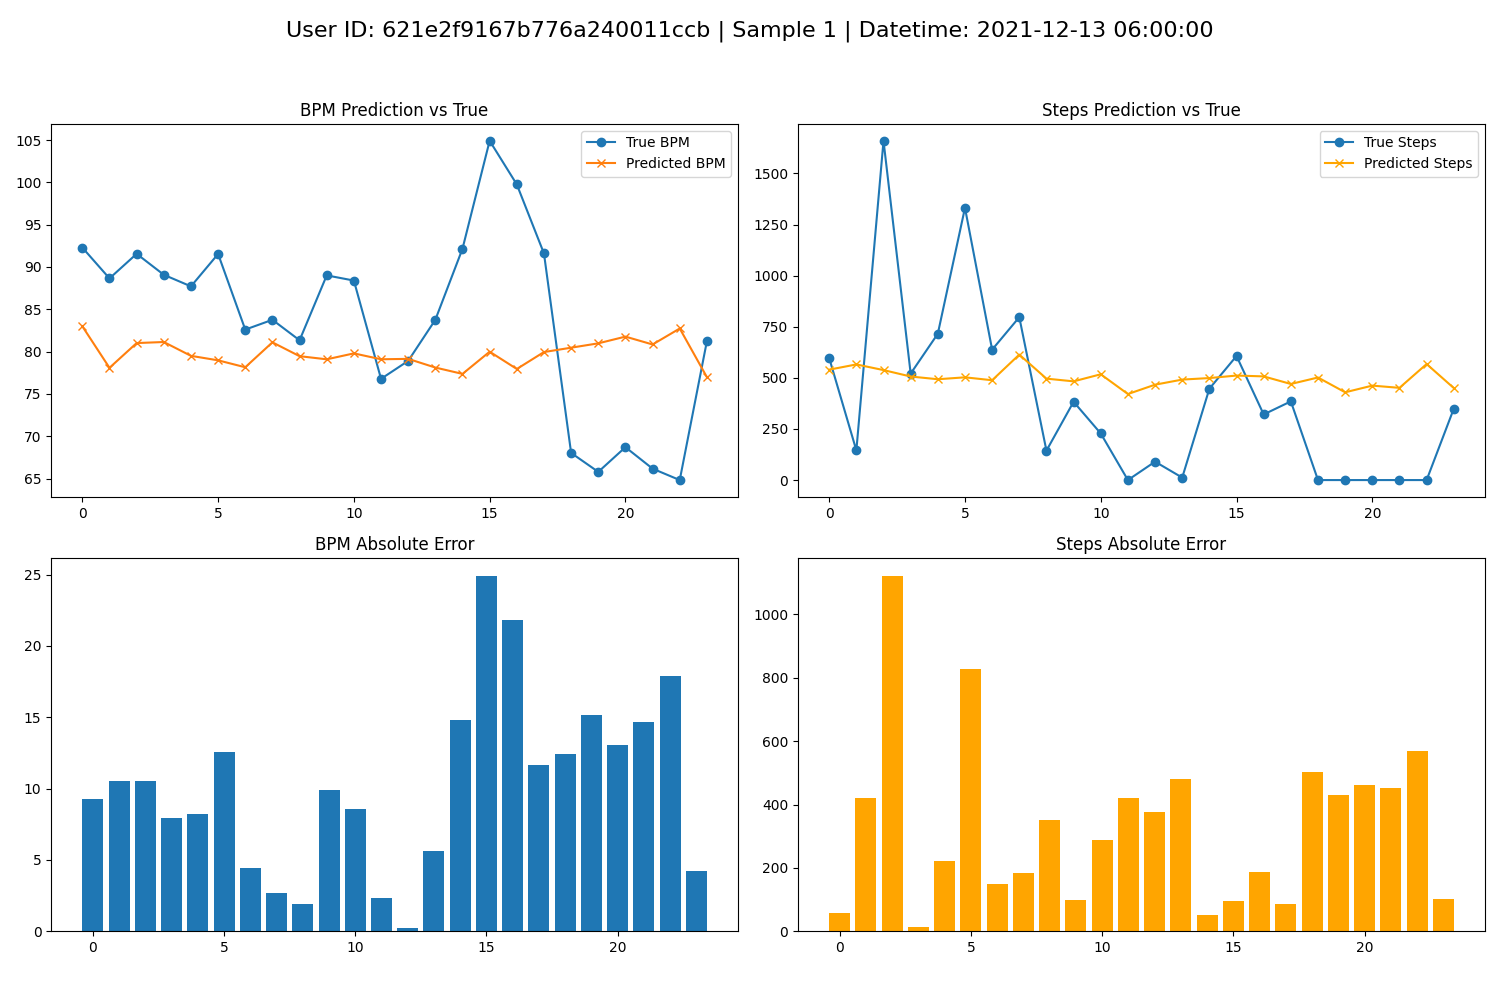 User ID: 621e2f9167b776a240011ccb | Sample 1 | Datetime: 2021-12-13 06:00:00
BPM Prediction vs True
105
100
95
90
85
80
75
70
65
0 5 10 15 20
True BPM
Predicted BPM
Steps Prediction vs True
1500
1250
1000
750
500
250
0
0 5 10 15 20
True Steps
Predicted Steps
BPM Absolute Error
25
20
15
10
5
0
0 5 10 15 20
Steps Absolute Error
1000
800
600
400
200
0
0 5 10 15 20